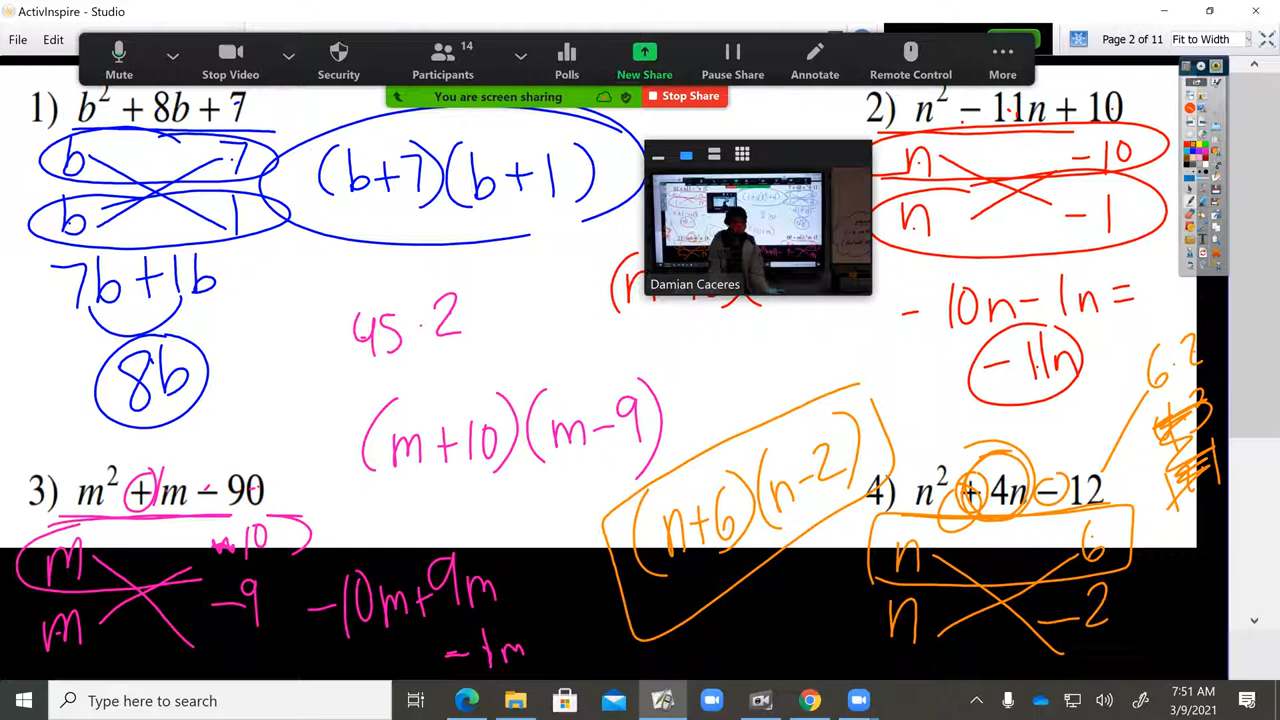 ActivInspire - Studio
File Edit
Page 2 of 11 Fit to Width
14
Mute Stop Video Security Participants Polls New Share Pause Share Annotate Remote Control More
You are screen sharing Stop Share
1) b² + 8b + 7
b 7
b 1
(b+7)(b+1)
7b + 1b
8b
2) n² − 11n + 10
n −10
n −1
- 10n - 1n =
- 11n
Damian Caceres
45 · 2
(m+10)(m-9)
3) m² + m − 90
m 10
m -9
-10m+9m
-1m
(n+6)(n-2)
4) n² + 4n − 12
6 · 2
n 6
n -2
Type here to search
7:51 AM
3/9/2021